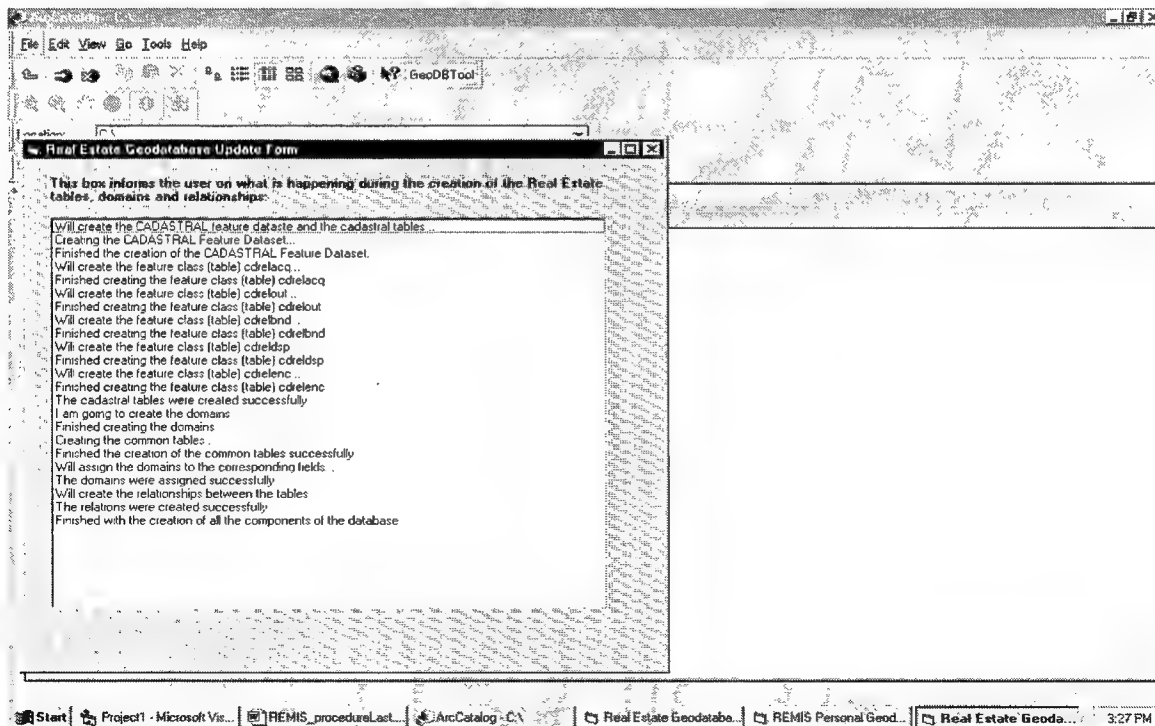 ArcCatalog - C:\
File Edit View Go Tools Help
GeoDBTool
Location: C:\
Real Estate Geodatabase Update Form
This box informs the user on what is happening during the creation of the Real Estate
tables, domains and relationships:
Will create the CADASTRAL feature dataste and the cadastral tables ..
Creating the CADASTRAL Feature Dataset...
Finished the creation of the CADASTRAL Feature Dataset.
Will create the feature class (table) cdrelacq...
Finished creating the feature class (table) cdrelacq
Will create the feature class (table) cdrelout ..
Finished creating the feature class (table) cdrelout
Will create the feature class (table) cdrelbnd .
Finished creating the feature class (table) cdrelbnd
Will create the feature class (table) cdreldsp
Finished creating the feature class (table) cdreldsp
Will create the feature class (table) cdrelenc ..
Finished creating the feature class (table) cdrelenc
The cadastral tables were created successfully
I am going to create the domains
Finished creating the domains
Creating the common tables .
Finished the creation of the common tables successfully
Will assign the domains to the corresponding fields .
The domains were assigned successfully
Will create the relationships between the tables
The relations were created successfully
Finished with the creation of all the components of the database
Start Project1 - Microsoft Vis... REMIS_procedureLast... ArcCatalog - C:\ Real Estate Geodataba... REMIS Personal Geod... Real Estate Geoda... 3:27 PM